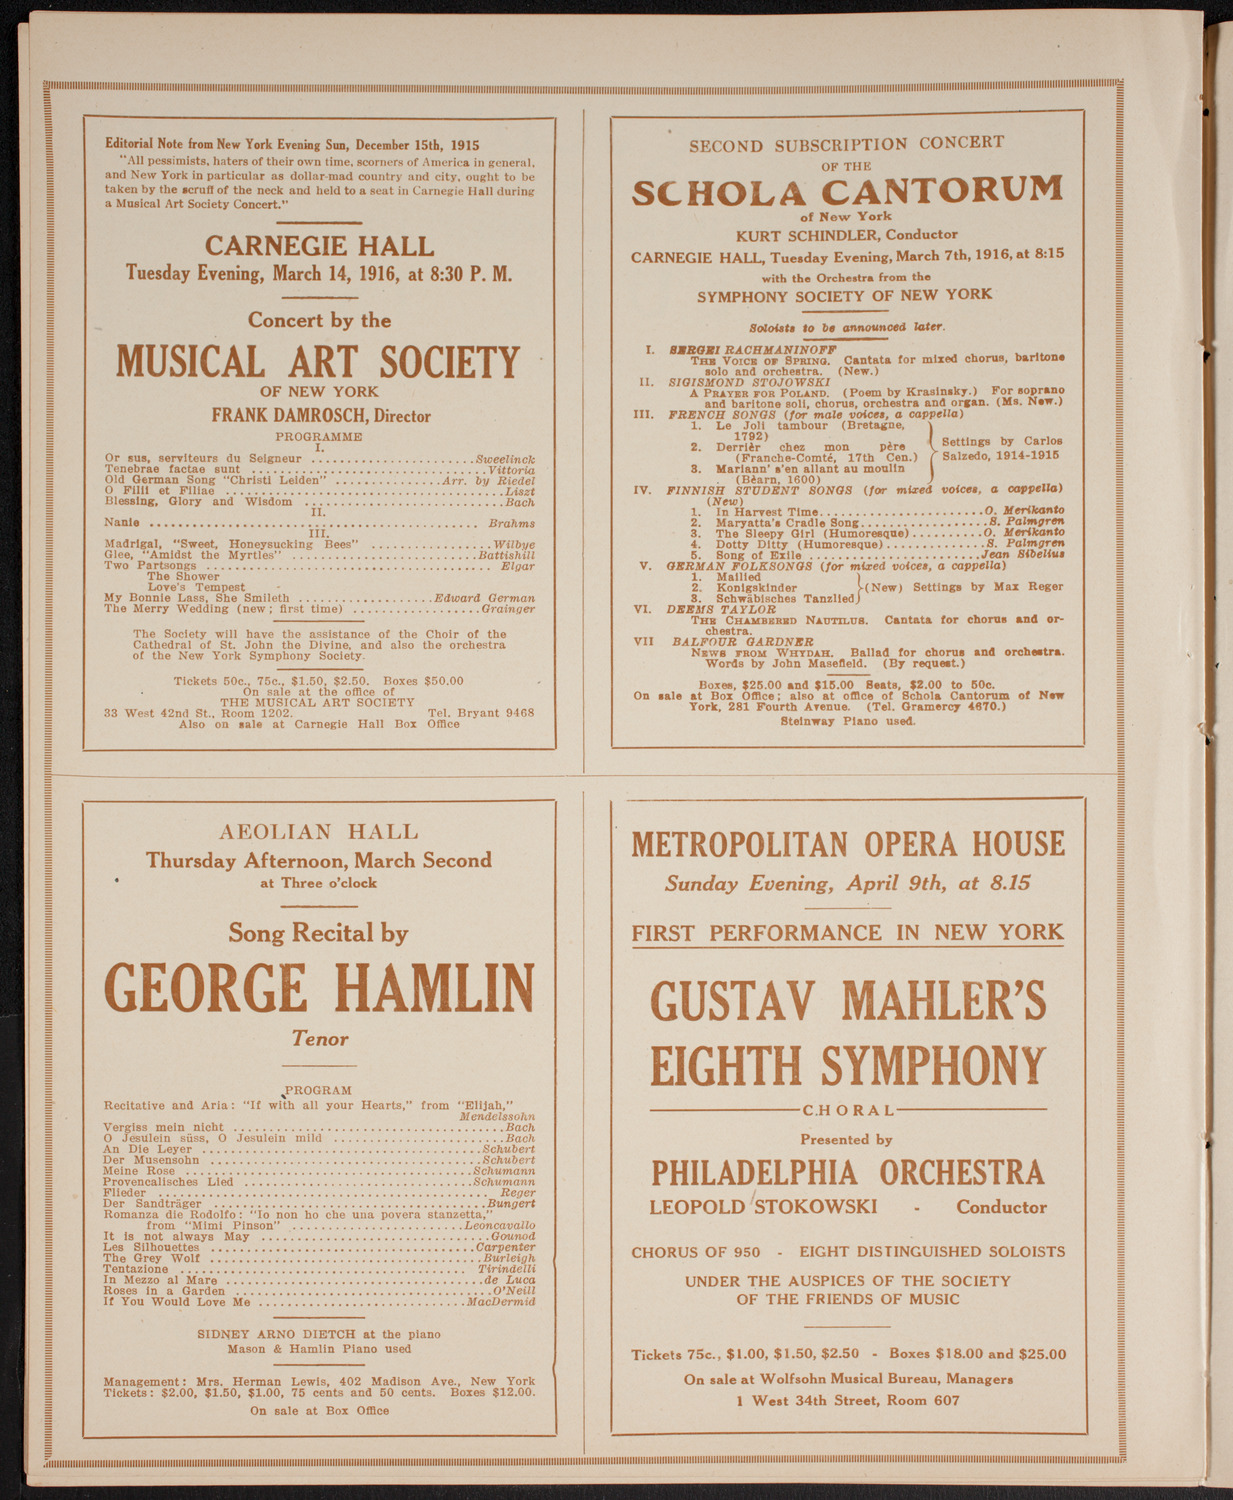 Editorial Note from New York Evening Sun, December 15th, 1915
"All pessimists, haters of their own time, scorners of America in general,
and New York in particular as dollar-mad country and city, ought to be
taken by the scruff of the neck and held to a seat in Carnegie Hall during
a Musical Art Society Concert."
CARNEGIE HALL
Tuesday Evening, March 14, 1916, at 8:30 P. M.
Concert by the
MUSICAL ART SOCIETY
OF NEW YORK
FRANK DAMROSCH, Director
PROGRAMME
I.
Or sus, serviteurs du Seigneur ........................Sweelinck
Tenebrae factae sunt ..................................Vittoria
Old German Song "Christi Leiden" ...............Arr. by Riedel
O Filii et Filiae .........................................Liszt
Blessing, Glory and Wisdom .............................Bach
II.
Nanie ................................................ Brahms
III.
Madrigal, "Sweet, Honeysucking Bees" .................Wilbye
Glee, "Amidst the Myrtles" ...........................Battishill
Two Partsongs ......................................... Elgar
The Shower
Love's Tempest
My Bonnie Lass, She Smileth ...................Edward German
The Merry Wedding (new; first time) ..................Grainger
The Society will have the assistance of the Choir of the
Cathedral of St. John the Divine, and also the orchestra
of the New York Symphony Society.
Tickets 50c., 75c., $1.50, $2.50. Boxes $50.00
On sale at the office of
THE MUSICAL ART SOCIETY
33 West 42nd St., Room 1202. Tel. Bryant 9468
Also on sale at Carnegie Hall Box Office
SECOND SUBSCRIPTION CONCERT
OF THE
SCHOLA CANTORUM
of New York
KURT SCHINDLER, Conductor
CARNEGIE HALL, Tuesday Evening, March 7th, 1916, at 8:15
with the Orchestra from the
SYMPHONY SOCIETY OF NEW YORK
Soloists to be announced later.
I. SERGEI RACHMANINOFF
THE VOICE OF SPRING. Cantata for mixed chorus, baritone
solo and orchestra. (New.)
II. SIGISMOND STOJOWSKI
A PRAYER FOR POLAND. (Poem by Krasinsky.) For soprano
and baritone soli, chorus, orchestra and organ. (Ms. New.)
III. FRENCH SONGS (for male voices, a cappella)
1. Le Joli tambour (Bretagne,
1792)
2. Derrièr chez mon père
(Franche-Comté, 17th Cen.)
3. Mariann' s'en allant au moulin
(Bèarn, 1600)
Settings by Carlos
Salzedo, 1914-1915
IV. FINNISH STUDENT SONGS (for mixed voices, a cappella)
(New)
1. In Harvest Time........................O. Merikanto
2. Maryatta's Cradle Song..................S. Palmgren
3. The Sleepy Girl (Humoresque)..........O. Merikanto
4. Dotty Ditty (Humoresque)..............S. Palmgren
5. Song of Exile .........................Jean Sibelius
V. GERMAN FOLKSONGS (for mixed voices, a cappella)
1. Mailied
2. Konigskinder
3. Schwäbisches Tanzlied
(New) Settings by Max Reger
VI. DEEMS TAYLOR
THE CHAMBERED NAUTILUS. Cantata for chorus and or-
chestra.
VII BALFOUR GARDNER
NEWS FROM WHYDAH. Ballad for chorus and orchestra.
Words by John Masefield. (By request.)
Boxes, $25.00 and $15.00 Seats, $2.00 to 50c.
On sale at Box Office; also at office of Schola Cantorum of New
York, 281 Fourth Avenue. (Tel. Gramercy 4670.)
Steinway Piano used.
AEOLIAN HALL
Thursday Afternoon, March Second
at Three o'clock
Song Recital by
GEORGE HAMLIN
Tenor
PROGRAM
Recitative and Aria: "If with all your Hearts," from "Elijah,"
Mendelssohn
Vergiss mein nicht .......................................Bach
O Jesulein süss, O Jesulein mild .........................Bach
An Die Leyer .........................................Schubert
Der Musensohn ......................................Schubert
Meine Rose .........................................Schumann
Provencalisches Lied .................................Schumann
Flieder ............................................... Reger
Der Sandträger .......................................Bungert
Romanza die Rodolfo: "Io non ho che una povera stanzetta,"
from "Mimi Pinson" .........................Leoncavallo
It is not always May .................................Gounod
Les Silhouettes ......................................Carpenter
The Grey Wolf .......................................Burleigh
Tentazione ............................................ Tirindelli
In Mezzo al Mare .....................................de Luca
Roses in a Garden .....................................O'Neill
If You Would Love Me ..............................MacDermid
SIDNEY ARNO DIETCH at the piano
Mason & Hamlin Piano used
Management: Mrs. Herman Lewis, 402 Madison Ave., New York
Tickets: $2.00, $1.50, $1.00, 75 cents and 50 cents. Boxes $12.00.
On sale at Box Office
METROPOLITAN OPERA HOUSE
Sunday Evening, April 9th, at 8.15
FIRST PERFORMANCE IN NEW YORK
GUSTAV MAHLER'S
EIGHTH SYMPHONY
CHORAL
Presented by
PHILADELPHIA ORCHESTRA
LEOPOLD STOKOWSKI - Conductor
CHORUS OF 950 - EIGHT DISTINGUISHED SOLOISTS
UNDER THE AUSPICES OF THE SOCIETY
OF THE FRIENDS OF MUSIC
Tickets 75c., $1.00, $1.50, $2.50 - Boxes $18.00 and $25.00
On sale at Wolfsohn Musical Bureau, Managers
1 West 34th Street, Room 607